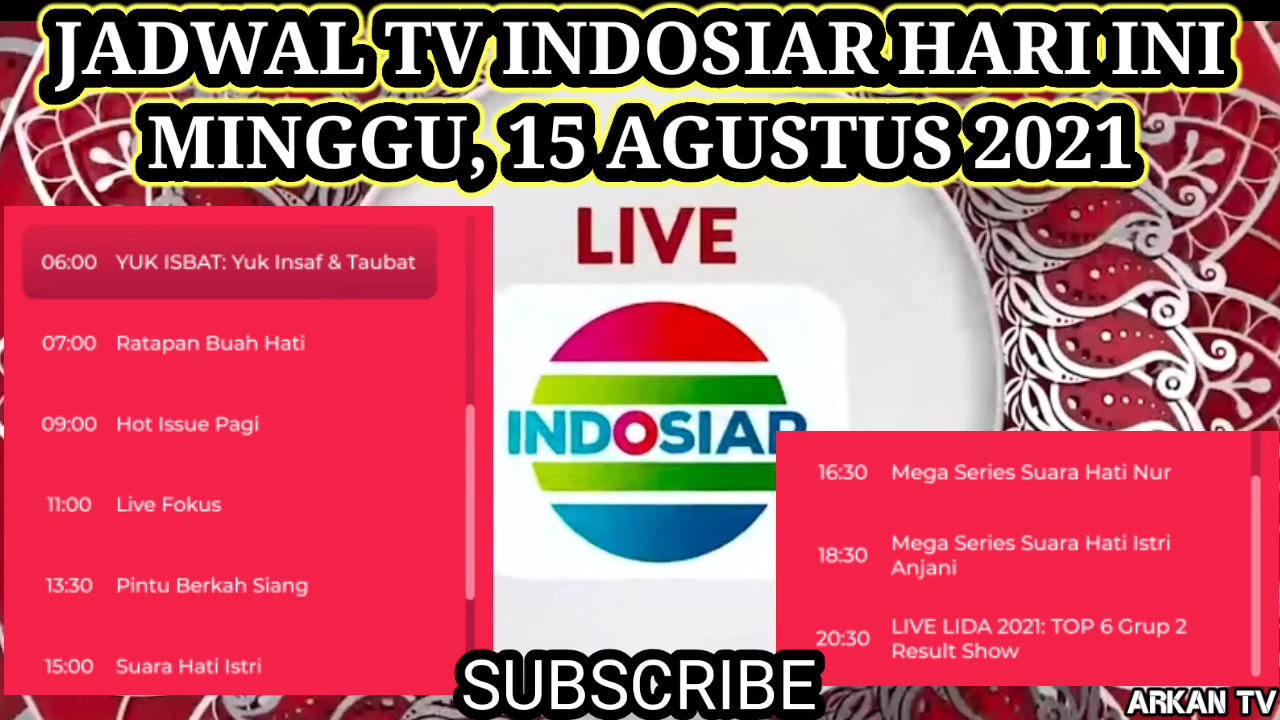 JADWAL TV INDOSIAR HARI INI
MINGGU, 15 AGUSTUS 2021
LIVE
INDOSIAR
06:00 YUK ISBAT: Yuk Insaf & Taubat
07:00 Ratapan Buah Hati
09:00 Hot Issue Pagi
11:00 Live Fokus
13:30 Pintu Berkah Siang
15:00 Suara Hati Istri
16:30 Mega Series Suara Hati Nur
18:30 Mega Series Suara Hati Istri
Anjani
20:30 LIVE LIDA 2021: TOP 6 Grup 2
Result Show
SUBSCRIBE
ARKAN TV